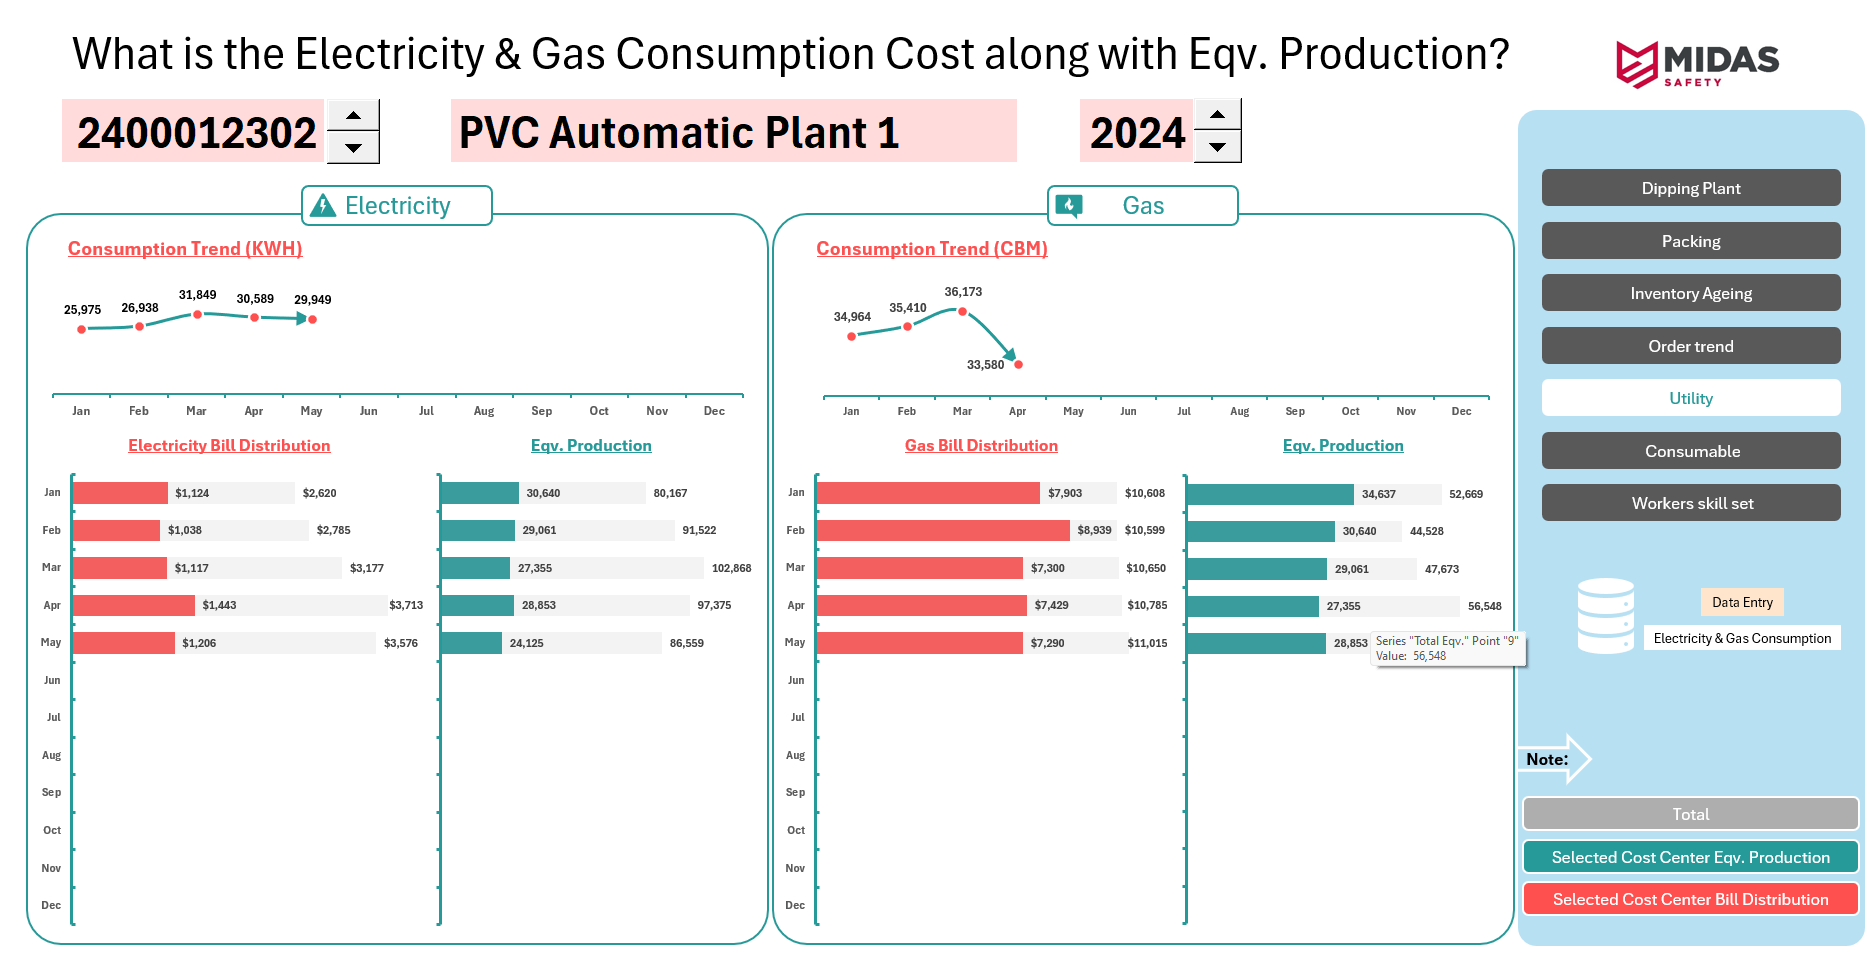 What is the Electricity & Gas Consumption Cost along with Eqv. Production?
MIDAS
SAFETY
2400012302
PVC Automatic Plant 1
2024
Electricity
Consumption Trend (KWH)
25,975
26,938
31,849
30,589
29,949
Jan Feb Mar Apr May Jun Jul Aug Sep Oct Nov Dec
Electricity Bill Distribution
Eqv. Production
Jan $1,124 $2,620 30,640 80,167
Feb $1,038 $2,785 29,061 91,522
Mar $1,117 $3,177 27,355 102,868
Apr $1,443 $3,713 28,853 97,375
May $1,206 $3,576 24,125 86,559
Jun
Jul
Aug
Sep
Oct
Nov
Dec
Gas
Consumption Trend (CBM)
34,964
35,410
36,173
33,580
Jan Feb Mar Apr May Jun Jul Aug Sep Oct Nov Dec
Gas Bill Distribution
Eqv. Production
Jan $7,903 $10,608 34,637 52,669
Feb $8,939 $10,599 30,640 44,528
Mar $7,300 $10,650 29,061 47,673
Apr $7,429 $10,785 27,355 56,548
May $7,290 $11,015 28,853
Series "Total Eqv." Point "9"
Value: 56,548
Jun
Jul
Aug
Sep
Oct
Nov
Dec
Dipping Plant
Packing
Inventory Ageing
Order trend
Utility
Consumable
Workers skill set
Data Entry
Electricity & Gas Consumption
Note:
Total
Selected Cost Center Eqv. Production
Selected Cost Center Bill Distribution